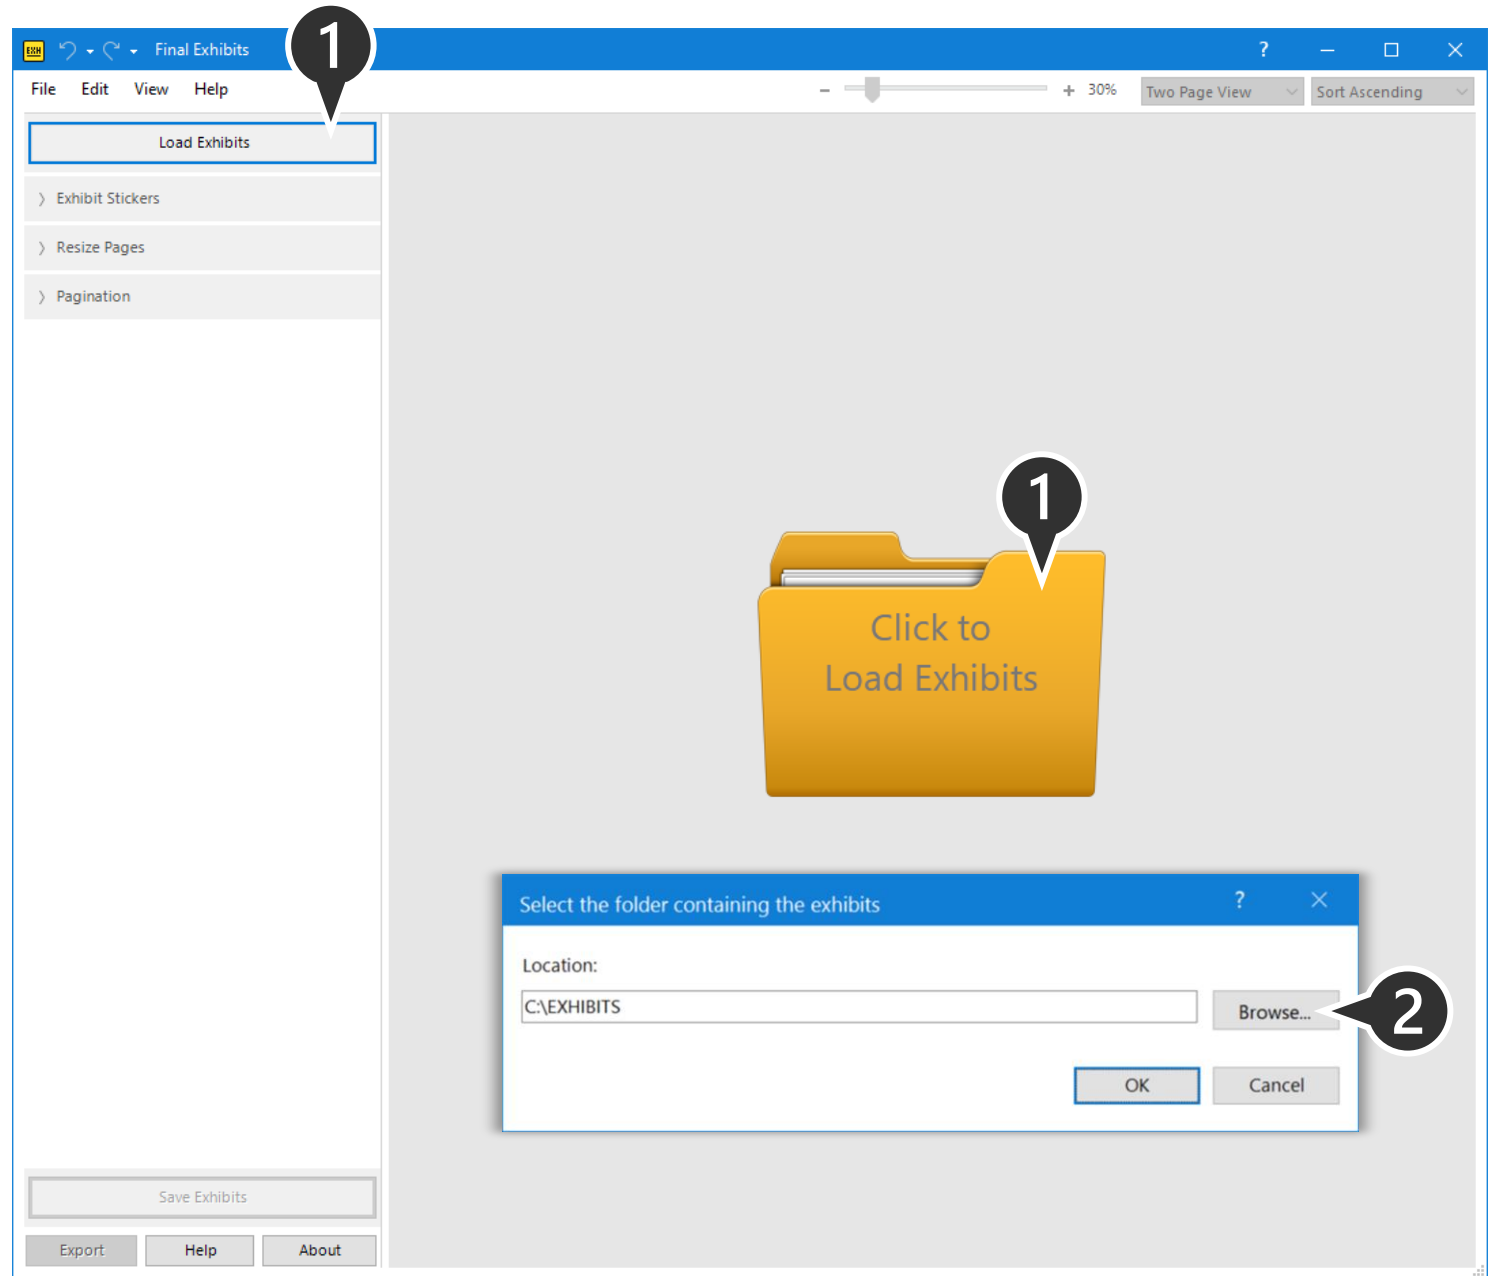 1
EXH Final Exhibits ?
File Edit View Help - + 30% Two Page View Sort Ascending
Load Exhibits
Exhibit Stickers
Resize Pages
Pagination
1
Click to
Load Exhibits
Select the folder containing the exhibits ?
Location:
C:\EXHIBITS
Browse...
2
OK Cancel
Save Exhibits
Export Help About